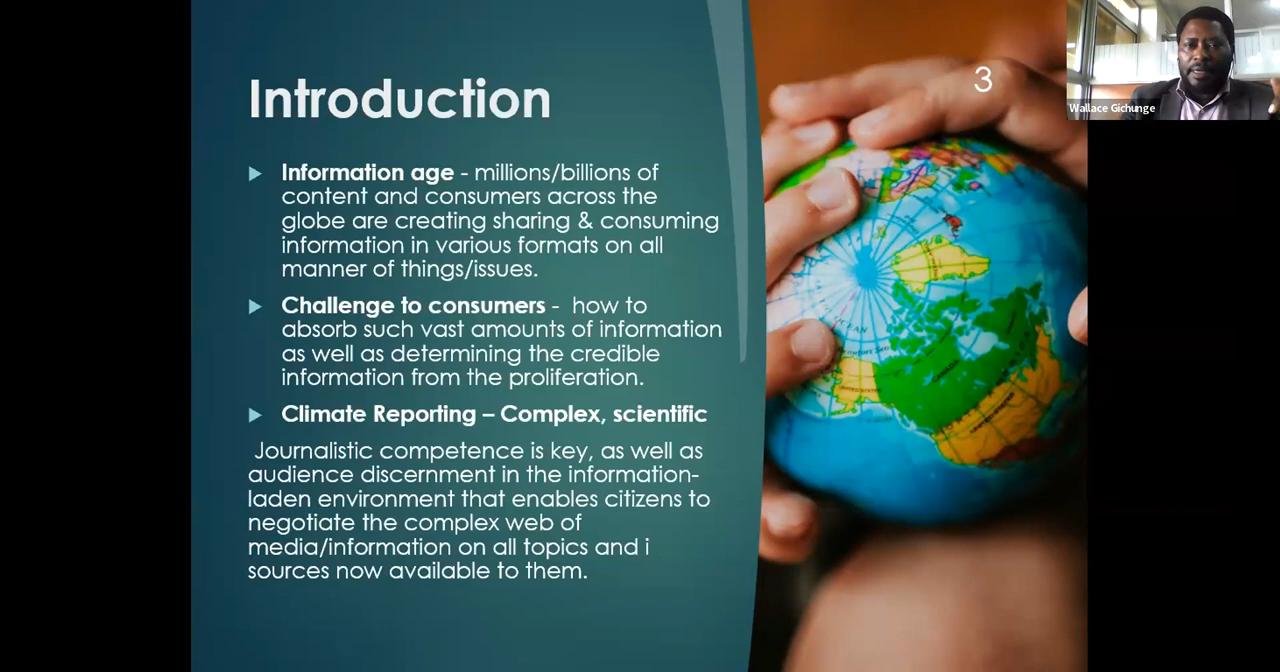 Introduction
3
Wallace Gichunge
Information age - millions/billions of
content and consumers across the
globe are creating sharing & consuming
information in various formats on all
manner of things/issues.
Challenge to consumers - how to
absorb such vast amounts of information
as well as determining the credible
information from the proliferation.
Climate Reporting – Complex, scientific
Journalistic competence is key, as well as
audience discernment in the information-
laden environment that enables citizens to
negotiate the complex web of
media/information on all topics and i
sources now available to them.
CANADA